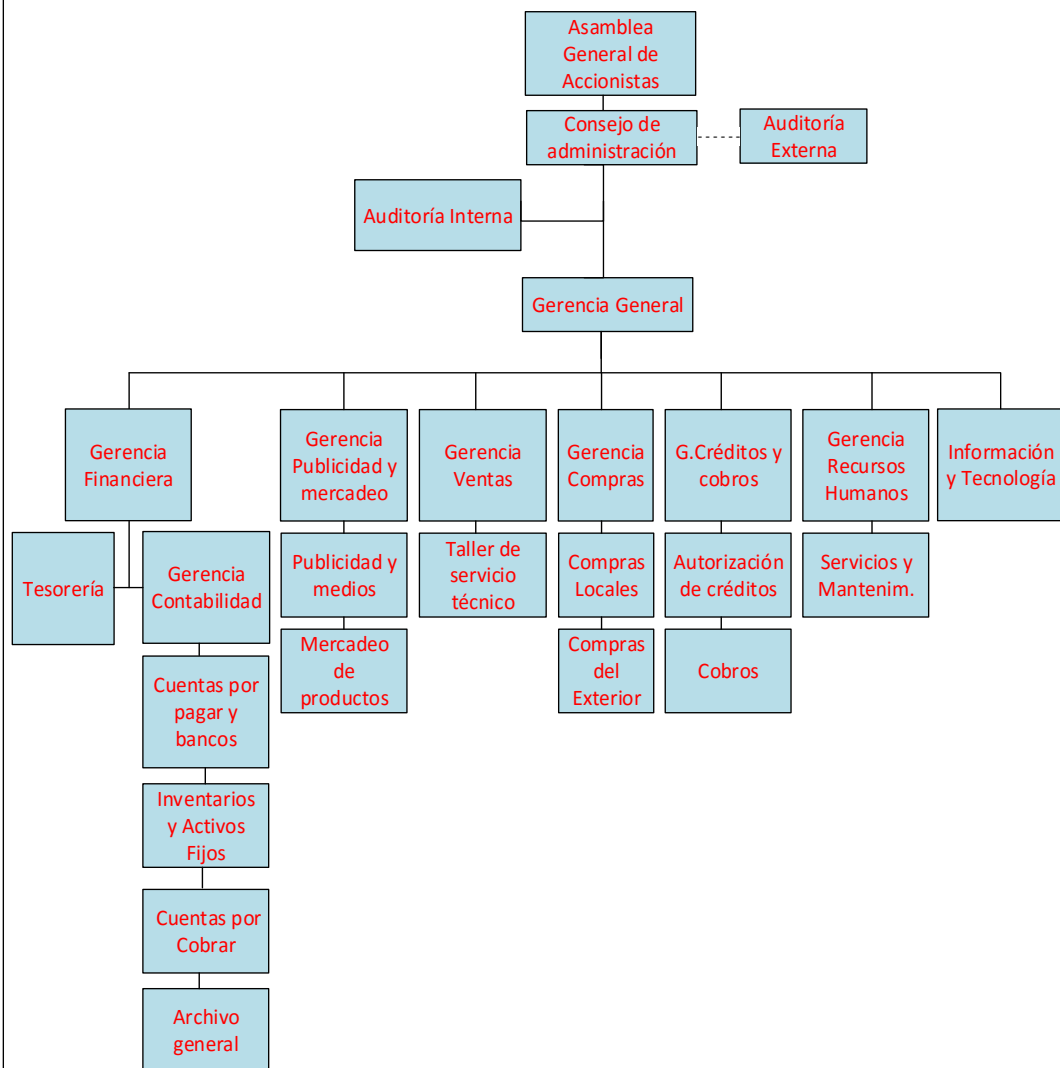 Asamblea
General de
Accionistas
Consejo de
administración
Auditoría
Externa
Auditoría Interna
Gerencia General
Gerencia
Financiera
Gerencia
Publicidad y
mercadeo
Gerencia
Ventas
Gerencia
Compras
G.Créditos y
cobros
Gerencia
Recursos
Humanos
Información
y Tecnología
Tesorería
Gerencia
Contabilidad
Publicidad y
medios
Taller de
servicio
técnico
Compras
Locales
Autorización
de créditos
Servicios y
Mantenim.
Mercadeo
de
productos
Compras
del
Exterior
Cobros
Cuentas por
pagar y
bancos
Inventarios
y Activos
Fijos
Cuentas por
Cobrar
Archivo
general